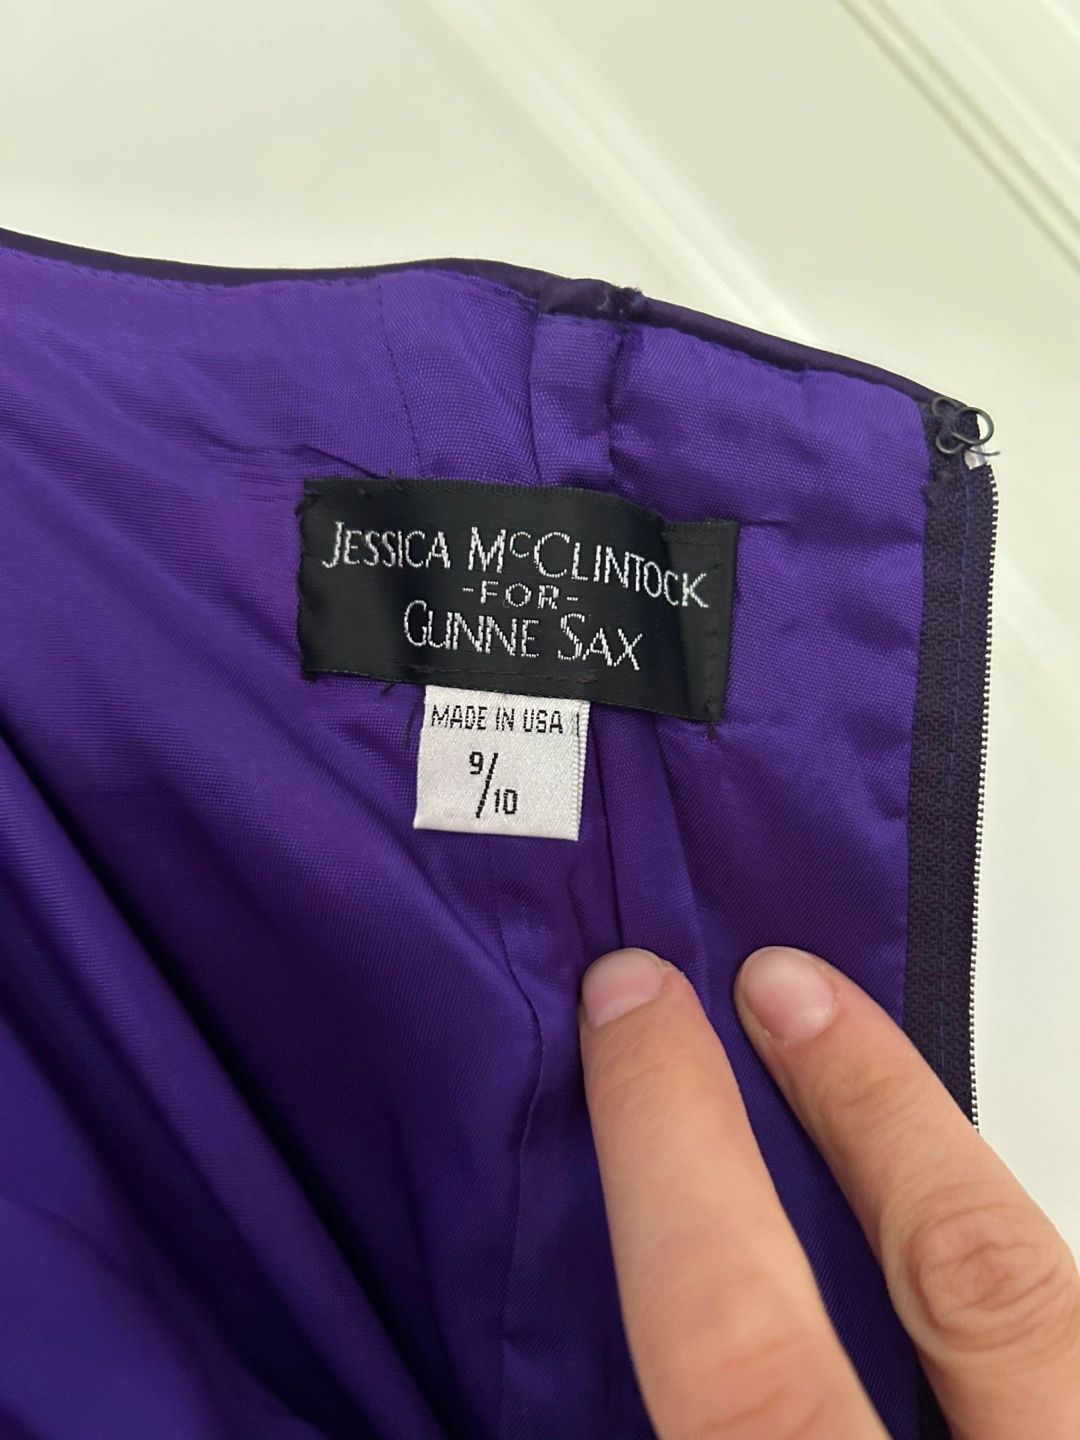 JESSICA McCLINTOCK
-FOR-
GUNNE SAX
MADE IN USA
9/10